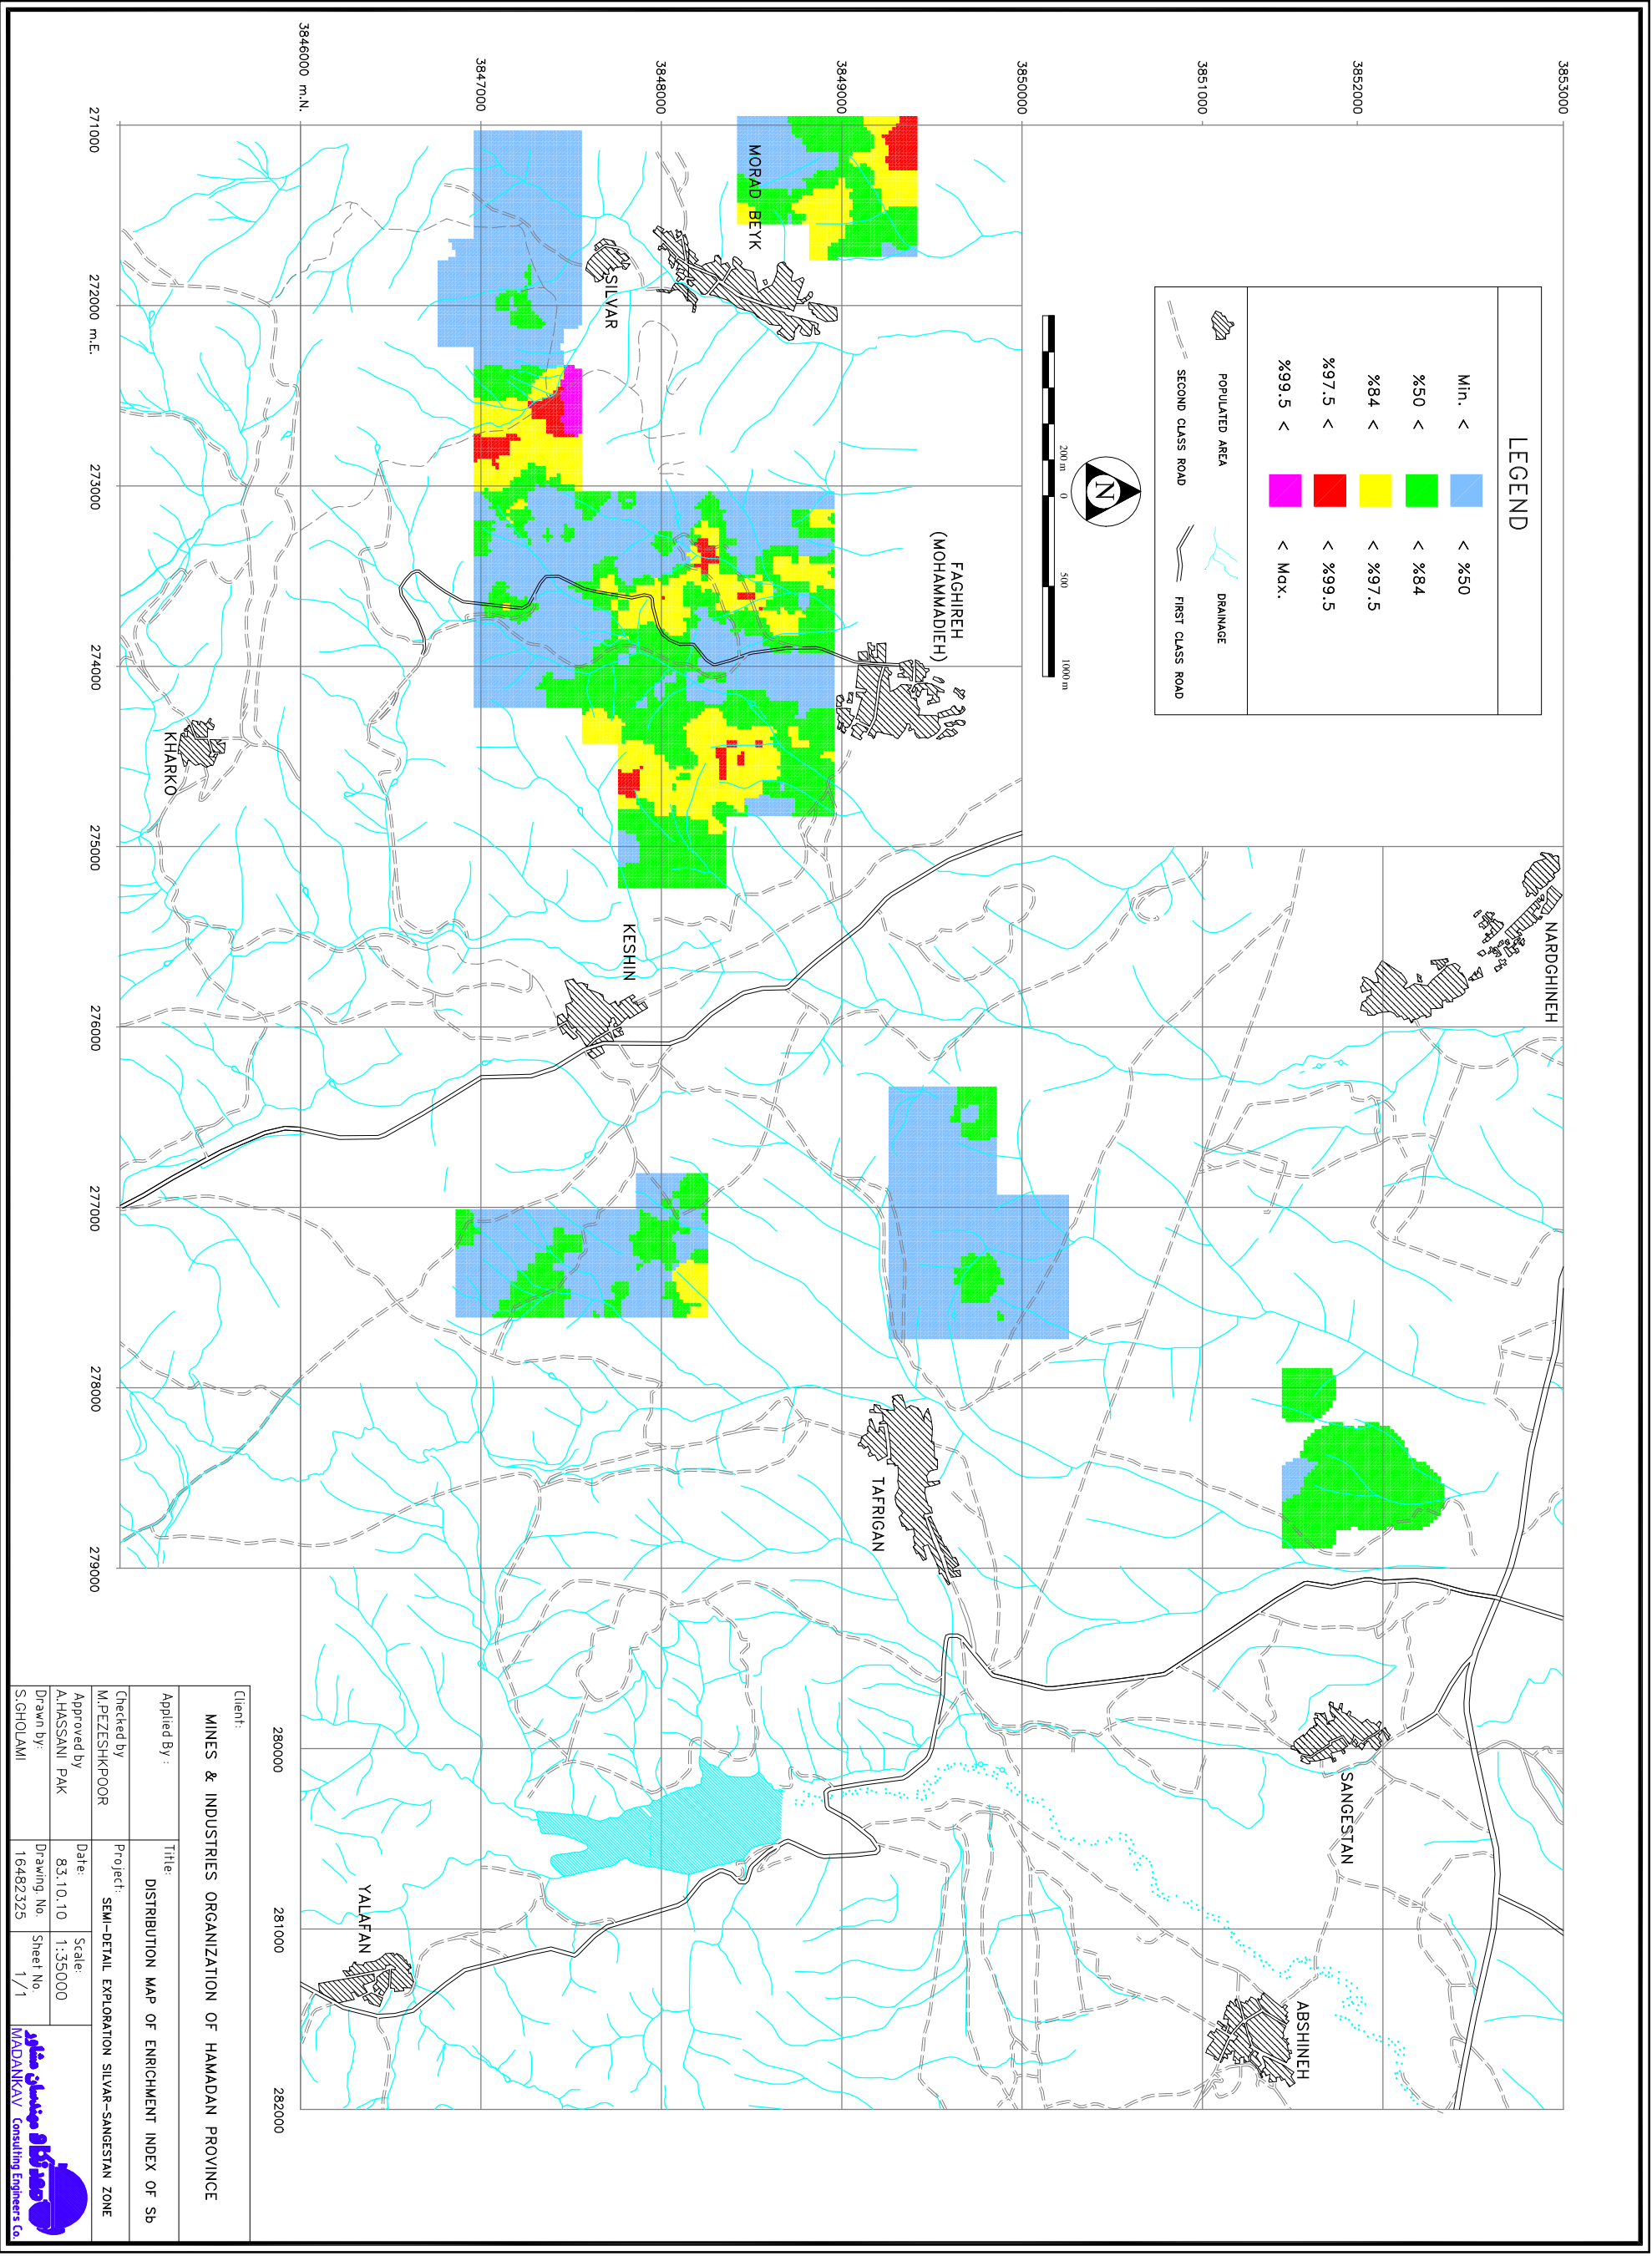 LEGEND
Min. < < %50
%50 < < %84
%84 < < %97.5
%97.5 < < %99.5
%99.5 < < Max.
POPULATED AREA
DRAINAGE
SECOND CLASS ROAD
FIRST CLASS ROAD
N
200 m 0 500 1000 m
3853000
3852000
3851000
3850000
3849000
3848000
3847000
3846000 m.N.
271000
272000 m.E.
273000
274000
275000
276000
277000
278000
279000
280000
281000
282000
NARDGHINEH
FAGHIREH
(MOHAMMADIEH)
MORAD BEYK
SILVAR
KHARKO
KESHIN
TAFRIGAN
SANGESTAN
ABSHINEH
YALAFAN
Client:
MINES & INDUSTRIES ORGANIZATION OF HAMADAN PROVINCE
Applied By :
Title:
DISTRIBUTION MAP OF ENRICHMENT INDEX OF Sb
Checked by
M.PEZESHKPOOR
Project:
SEMI-DETAIL EXPLORATION SILVAR-SANGESTAN ZONE
Approved by
A.HASSANI PAK
Date:
83.10.10
Scale:
1:35000
Drawn by:
S.GHOLAMI
Drawing. No.
16482325
Sheet No.
1/1
مهندسان مشاور
معدنکاو
MADANKAV Consulting Engineers Co.